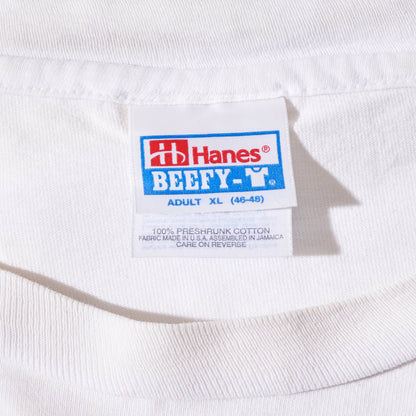 Hanes®
BEEFY-T®
ADULT XL (46-48)
100% PRESHRUNK COTTON
FABRIC MADE IN U.S.A. ASSEMBLED IN JAMAICA
CARE ON REVERSE